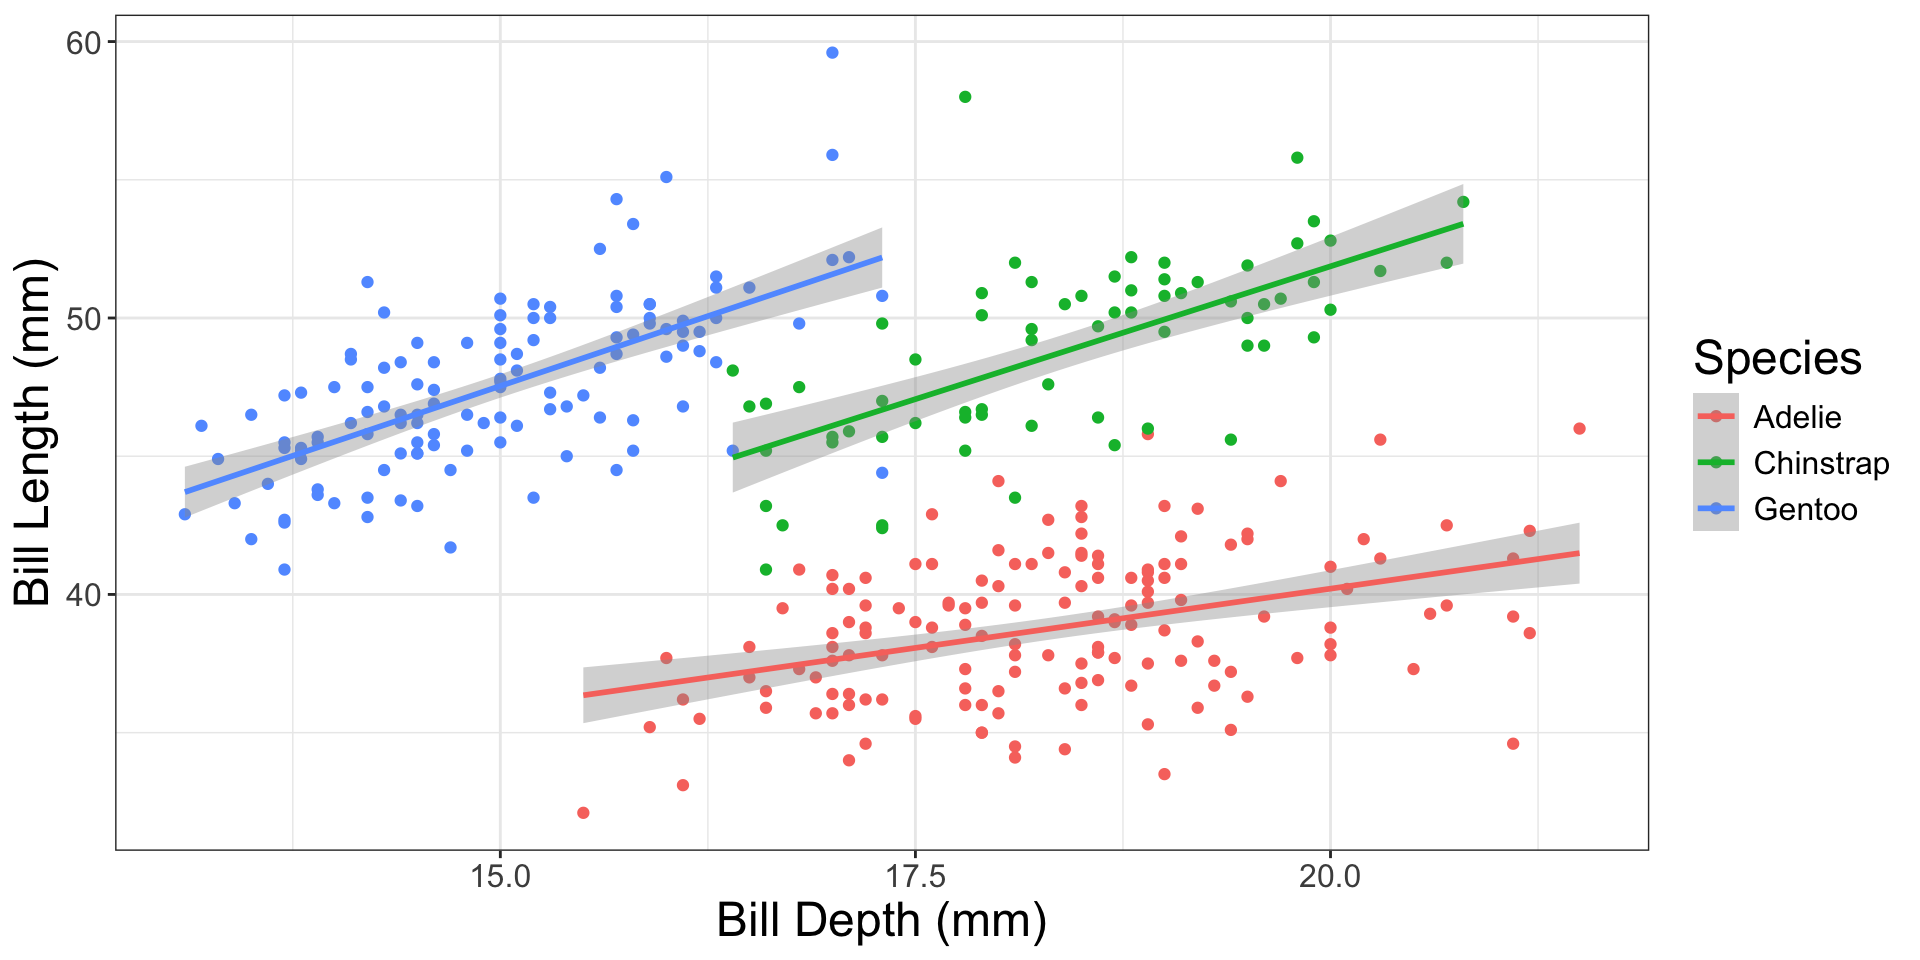 60
50
40
Bill Length (mm)
15.0
17.5
20.0
Bill Depth (mm)
Species
Adelie
Chinstrap
Gentoo